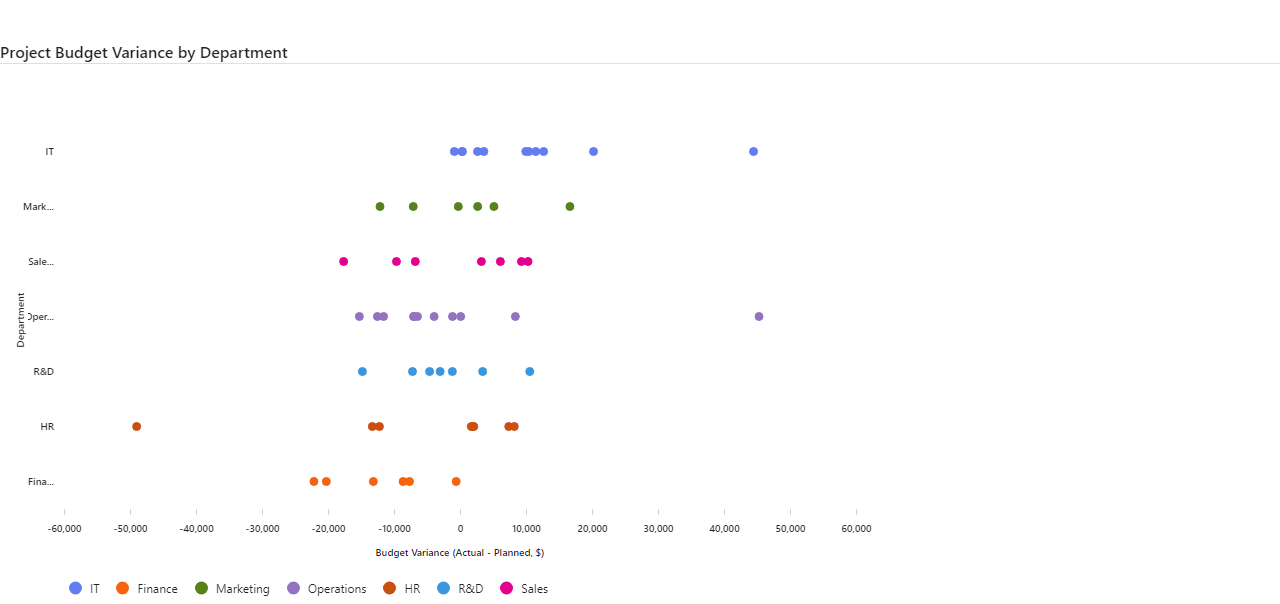 Project Budget Variance by Department
IT
Mark...
Sale...
Oper...
R&D
HR
Fina...
Department
-60,000 -50,000 -40,000 -30,000 -20,000 -10,000 0 10,000 20,000 30,000 40,000 50,000 60,000
Budget Variance (Actual - Planned, $)
IT Finance Marketing Operations HR R&D Sales